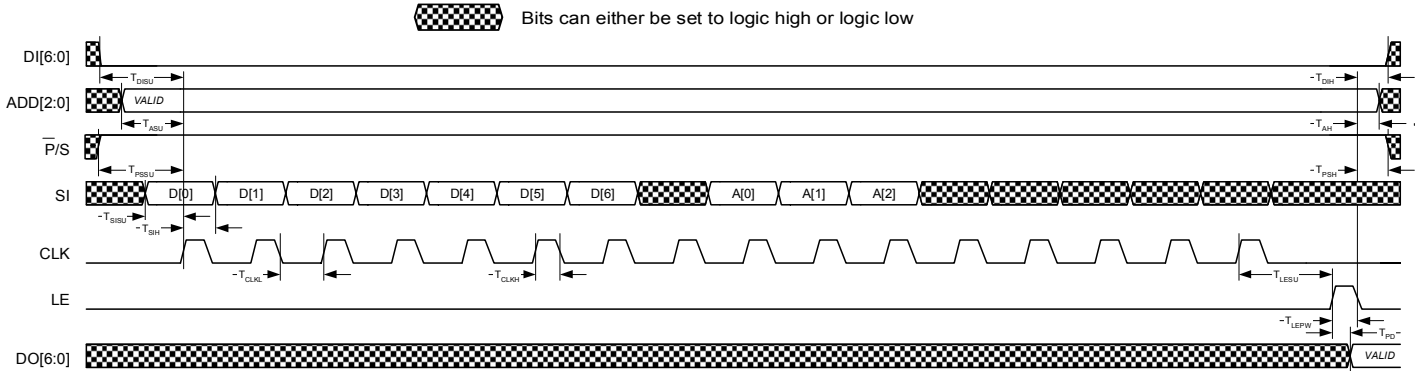 Bits can either be set to logic high or logic low
DI[6:0]
T_DISU
T_DIH
ADD[2:0]
VALID
T_ASU
T_AH
P̅/S
T_PSSU
T_PSH
SI
D[0] D[1] D[2] D[3] D[4] D[5] D[6] A[0] A[1] A[2]
T_SISU
T_SIH
CLK
T_CLKL
T_CLKH
T_LESU
LE
T_LEPW
T_PD
DO[6:0]
VALID